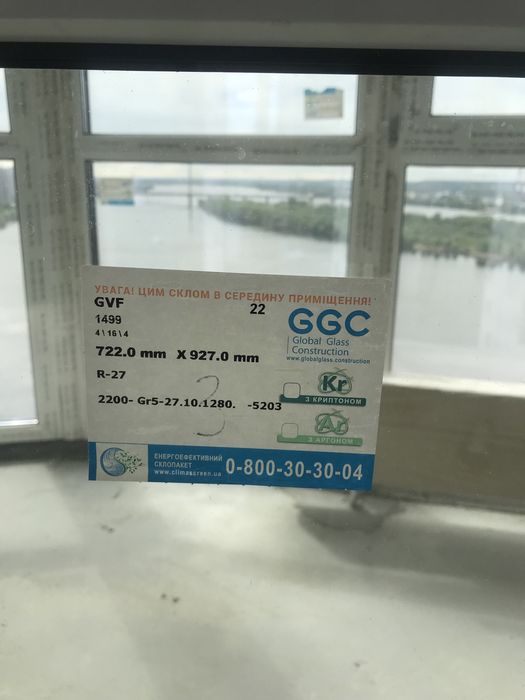 УВАГА! ЦИМ СКЛОМ В СЕРЕДИНУ ПРИМІЩЕННЯ!
GVF 22
1499
4\16\4
GGC
Global Glass
Construction
www.globalglass.construction
722.0 mm X 927.0 mm
R-27
Kr
З КРИПТОНОМ
2200- Gr5-27.10.1280. -5203
Ar
З АРГОНОМ
ЕНЕРГОЕФЕКТИВНИЙ
СКЛОПАКЕТ
www.climascreen.ua
0-800-30-30-04